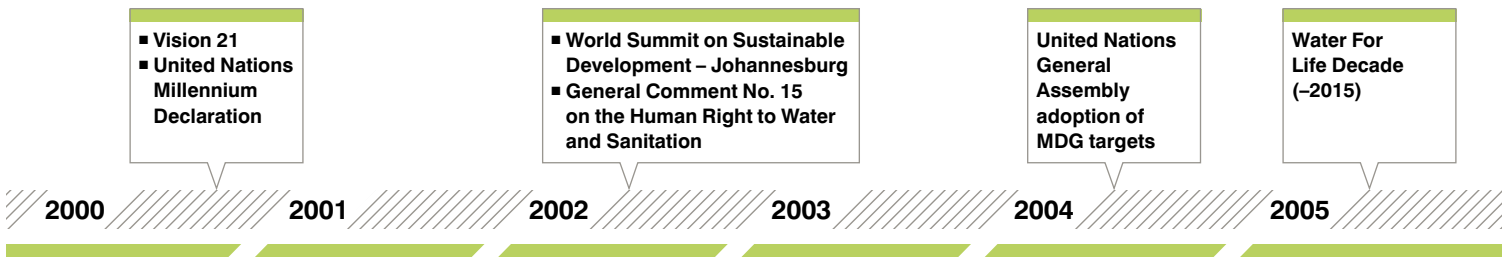 ■ Vision 21
■ United Nations
Millennium
Declaration
■ World Summit on Sustainable
Development – Johannesburg
■ General Comment No. 15
on the Human Right to Water
and Sanitation
United Nations
General
Assembly
adoption of
MDG targets
Water For
Life Decade
(–2015)
2000
2001
2002
2003
2004
2005